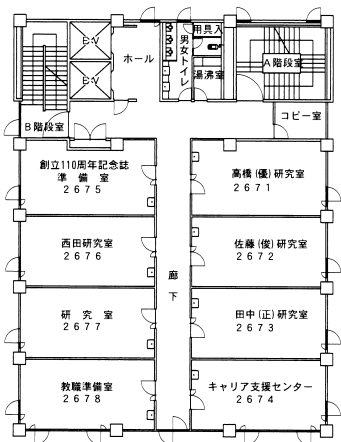 E.V
E.V
ホール
男女トイレ
用具入
湯沸室
A階段室
B階段室
コピー室
創立110周年記念誌
準備室
2675
高橋(優)研究室
2671
西田研究室
2676
佐藤(俊)研究室
2672
廊下
研究室
2677
田中(正)研究室
2673
教職準備室
2678
キャリア支援センター
2674